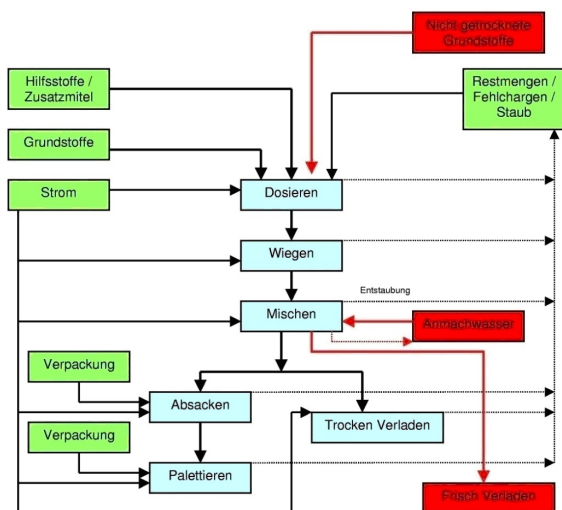 Nicht getrocknete
Grundstoffe
Hilfsstoffe /
Zusatzmitel
Restmengen /
Fehlchargen /
Staub
Grundstoffe
Strom
Dosieren
Wiegen
Entstaubung
Mischen
Anmachwasser
Verpackung
Absacken
Trocken Verladen
Verpackung
Palettieren
Frisch Verladen